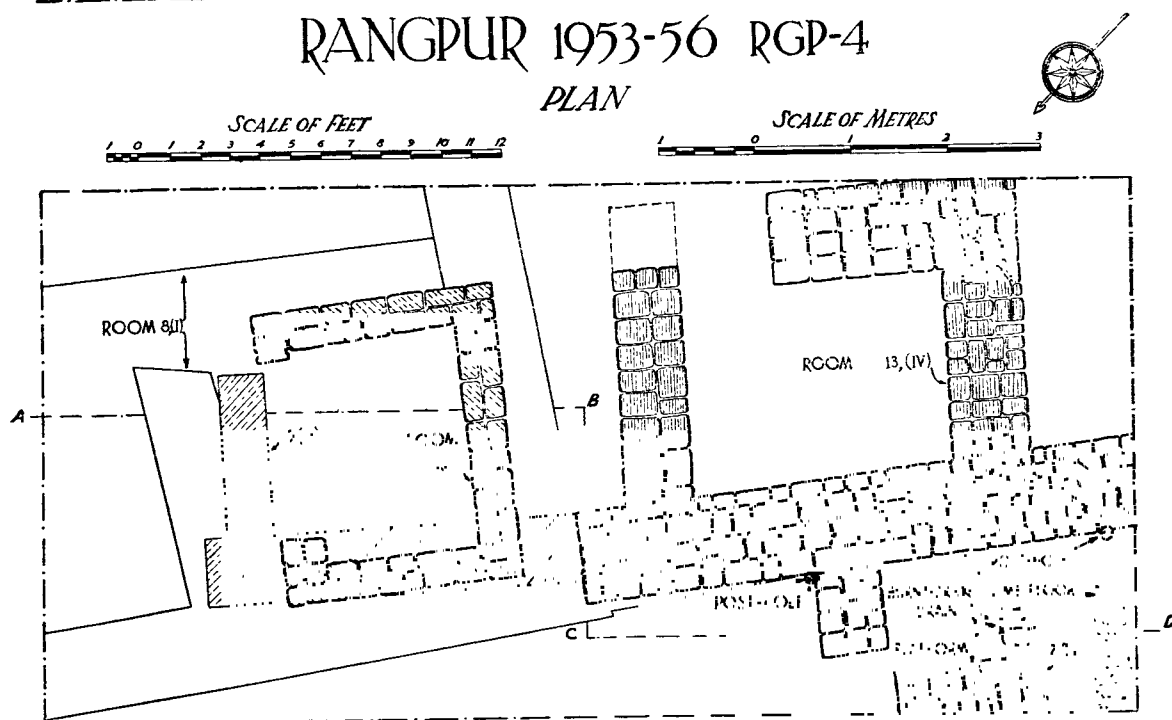 RANGPUR 1953-56 RGP-4
PLAN
SCALE OF FEET
1 0 1 2 3 4 5 6 7 8 9 10 11 12
SCALE OF METRES
1 0 1 2 3
ROOM 8,(I)
ROOM 13,(IV)
A
B
POST-HOLE
C
D